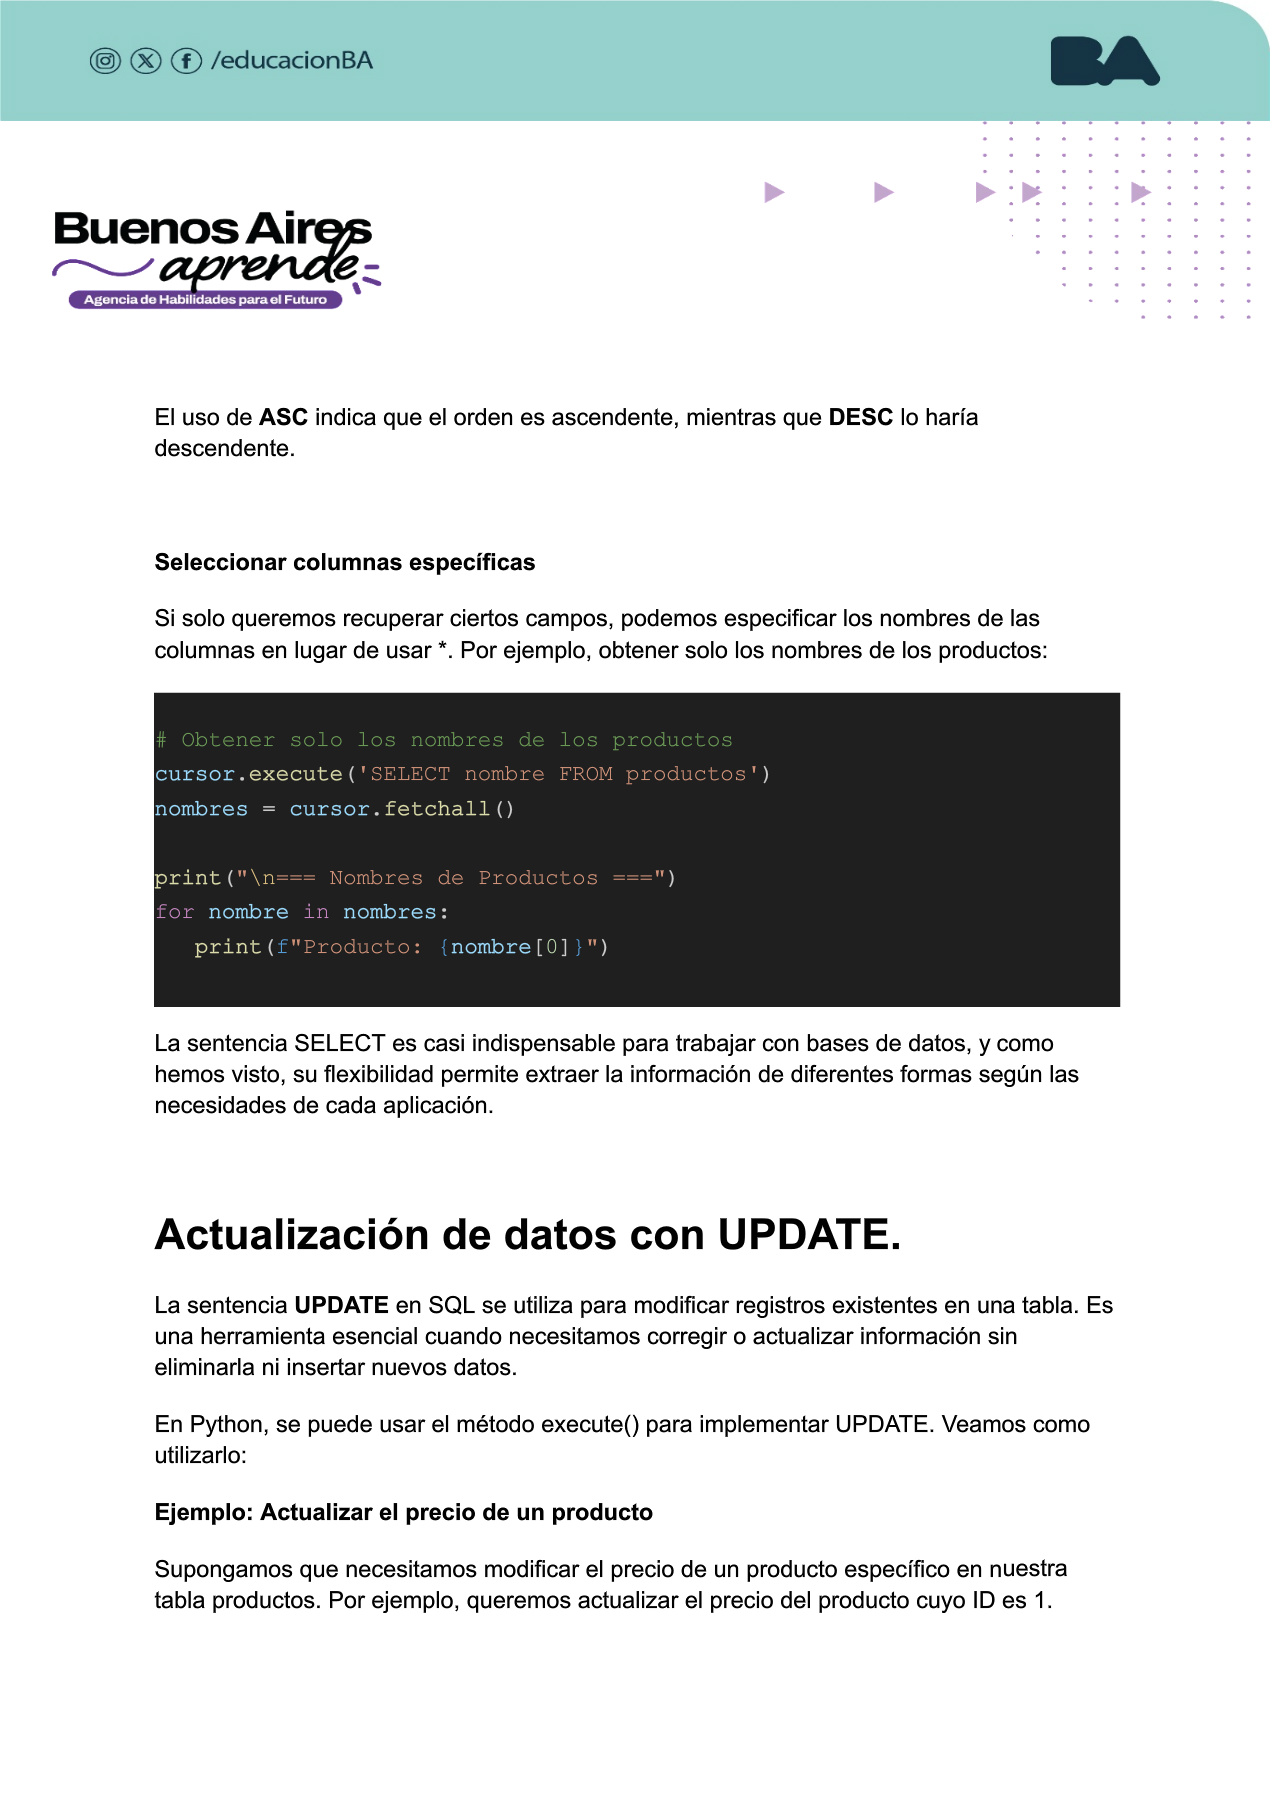 /educacionBA
BA
Buenos Aires
aprende
Agencia de Habilidades para el Futuro
El uso de ASC indica que el orden es ascendente, mientras que DESC lo haría
descendente.
Seleccionar columnas específicas
Si solo queremos recuperar ciertos campos, podemos especificar los nombres de las
columnas en lugar de usar *. Por ejemplo, obtener solo los nombres de los productos:
# Obtener solo los nombres de los productos
cursor.execute('SELECT nombre FROM productos')
nombres = cursor.fetchall()
print("\n=== Nombres de Productos ===")
for nombre in nombres:
   print(f"Producto: {nombre[0]}")
La sentencia SELECT es casi indispensable para trabajar con bases de datos, y como
hemos visto, su flexibilidad permite extraer la información de diferentes formas según las
necesidades de cada aplicación.
Actualización de datos con UPDATE.
La sentencia UPDATE en SQL se utiliza para modificar registros existentes en una tabla. Es
una herramienta esencial cuando necesitamos corregir o actualizar información sin
eliminarla ni insertar nuevos datos.
En Python, se puede usar el método execute() para implementar UPDATE. Veamos como
utilizarlo:
Ejemplo: Actualizar el precio de un producto
Supongamos que necesitamos modificar el precio de un producto específico en nuestra
tabla productos. Por ejemplo, queremos actualizar el precio del producto cuyo ID es 1.